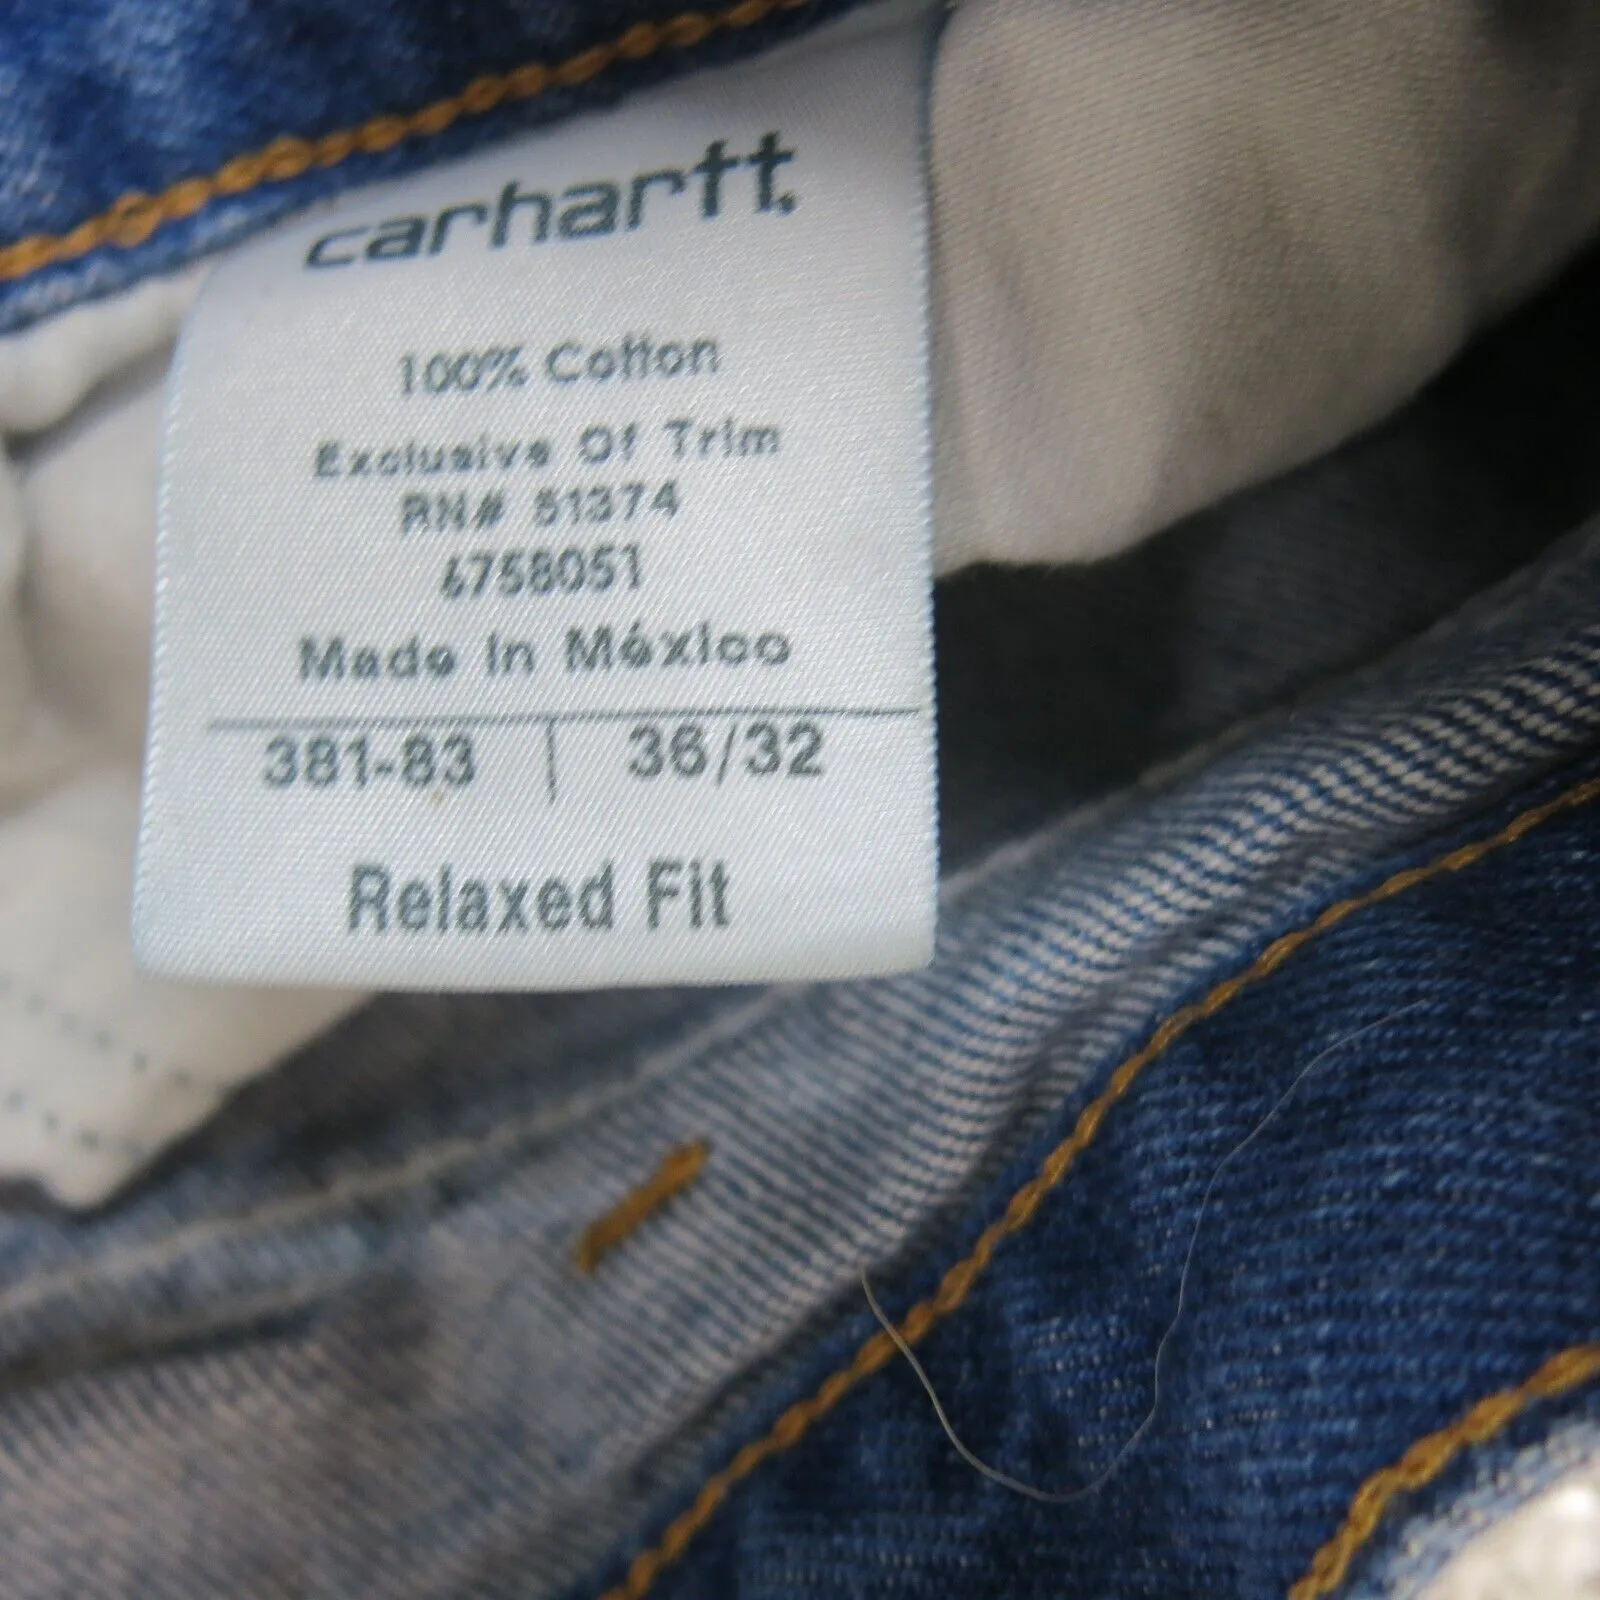 carhartt.
100% Cotton
Exclusive Of Trim
RN# 51374
6758051
Made In México
381-83 | 36/32
Relaxed Fit